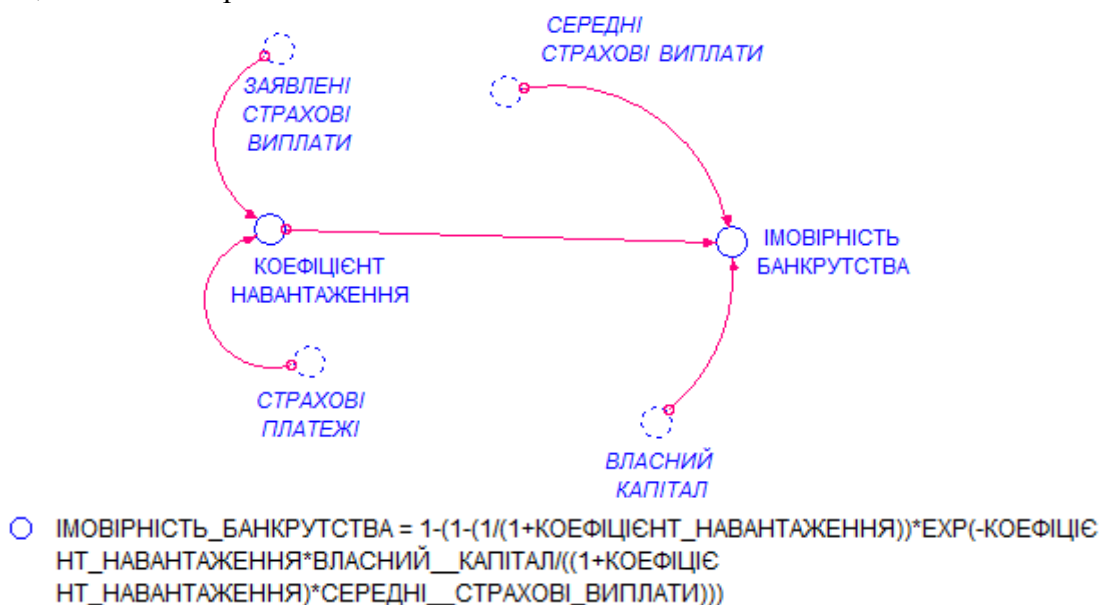 СЕРЕДНІ
СТРАХОВІ ВИПЛАТИ
ЗАЯВЛЕНІ
СТРАХОВІ
ВИПЛАТИ
ІМОВІРНІСТЬ
БАНКРУТСТВА
КОЕФІЦІЄНТ
НАВАНТАЖЕННЯ
СТРАХОВІ
ПЛАТЕЖІ
ВЛАСНИЙ
КАПІТАЛ
ІМОВІРНІСТЬ_БАНКРУТСТВА = 1-(1-(1/(1+КОЕФІЦІЄНТ_НАВАНТАЖЕННЯ))*EXP(-КОЕФІЦІЄ
НТ_НАВАНТАЖЕННЯ*ВЛАСНИЙ__КАПІТАЛ/((1+КОЕФІЦІЄ
НТ_НАВАНТАЖЕННЯ)*СЕРЕДНІ__СТРАХОВІ_ВИПЛАТИ)))